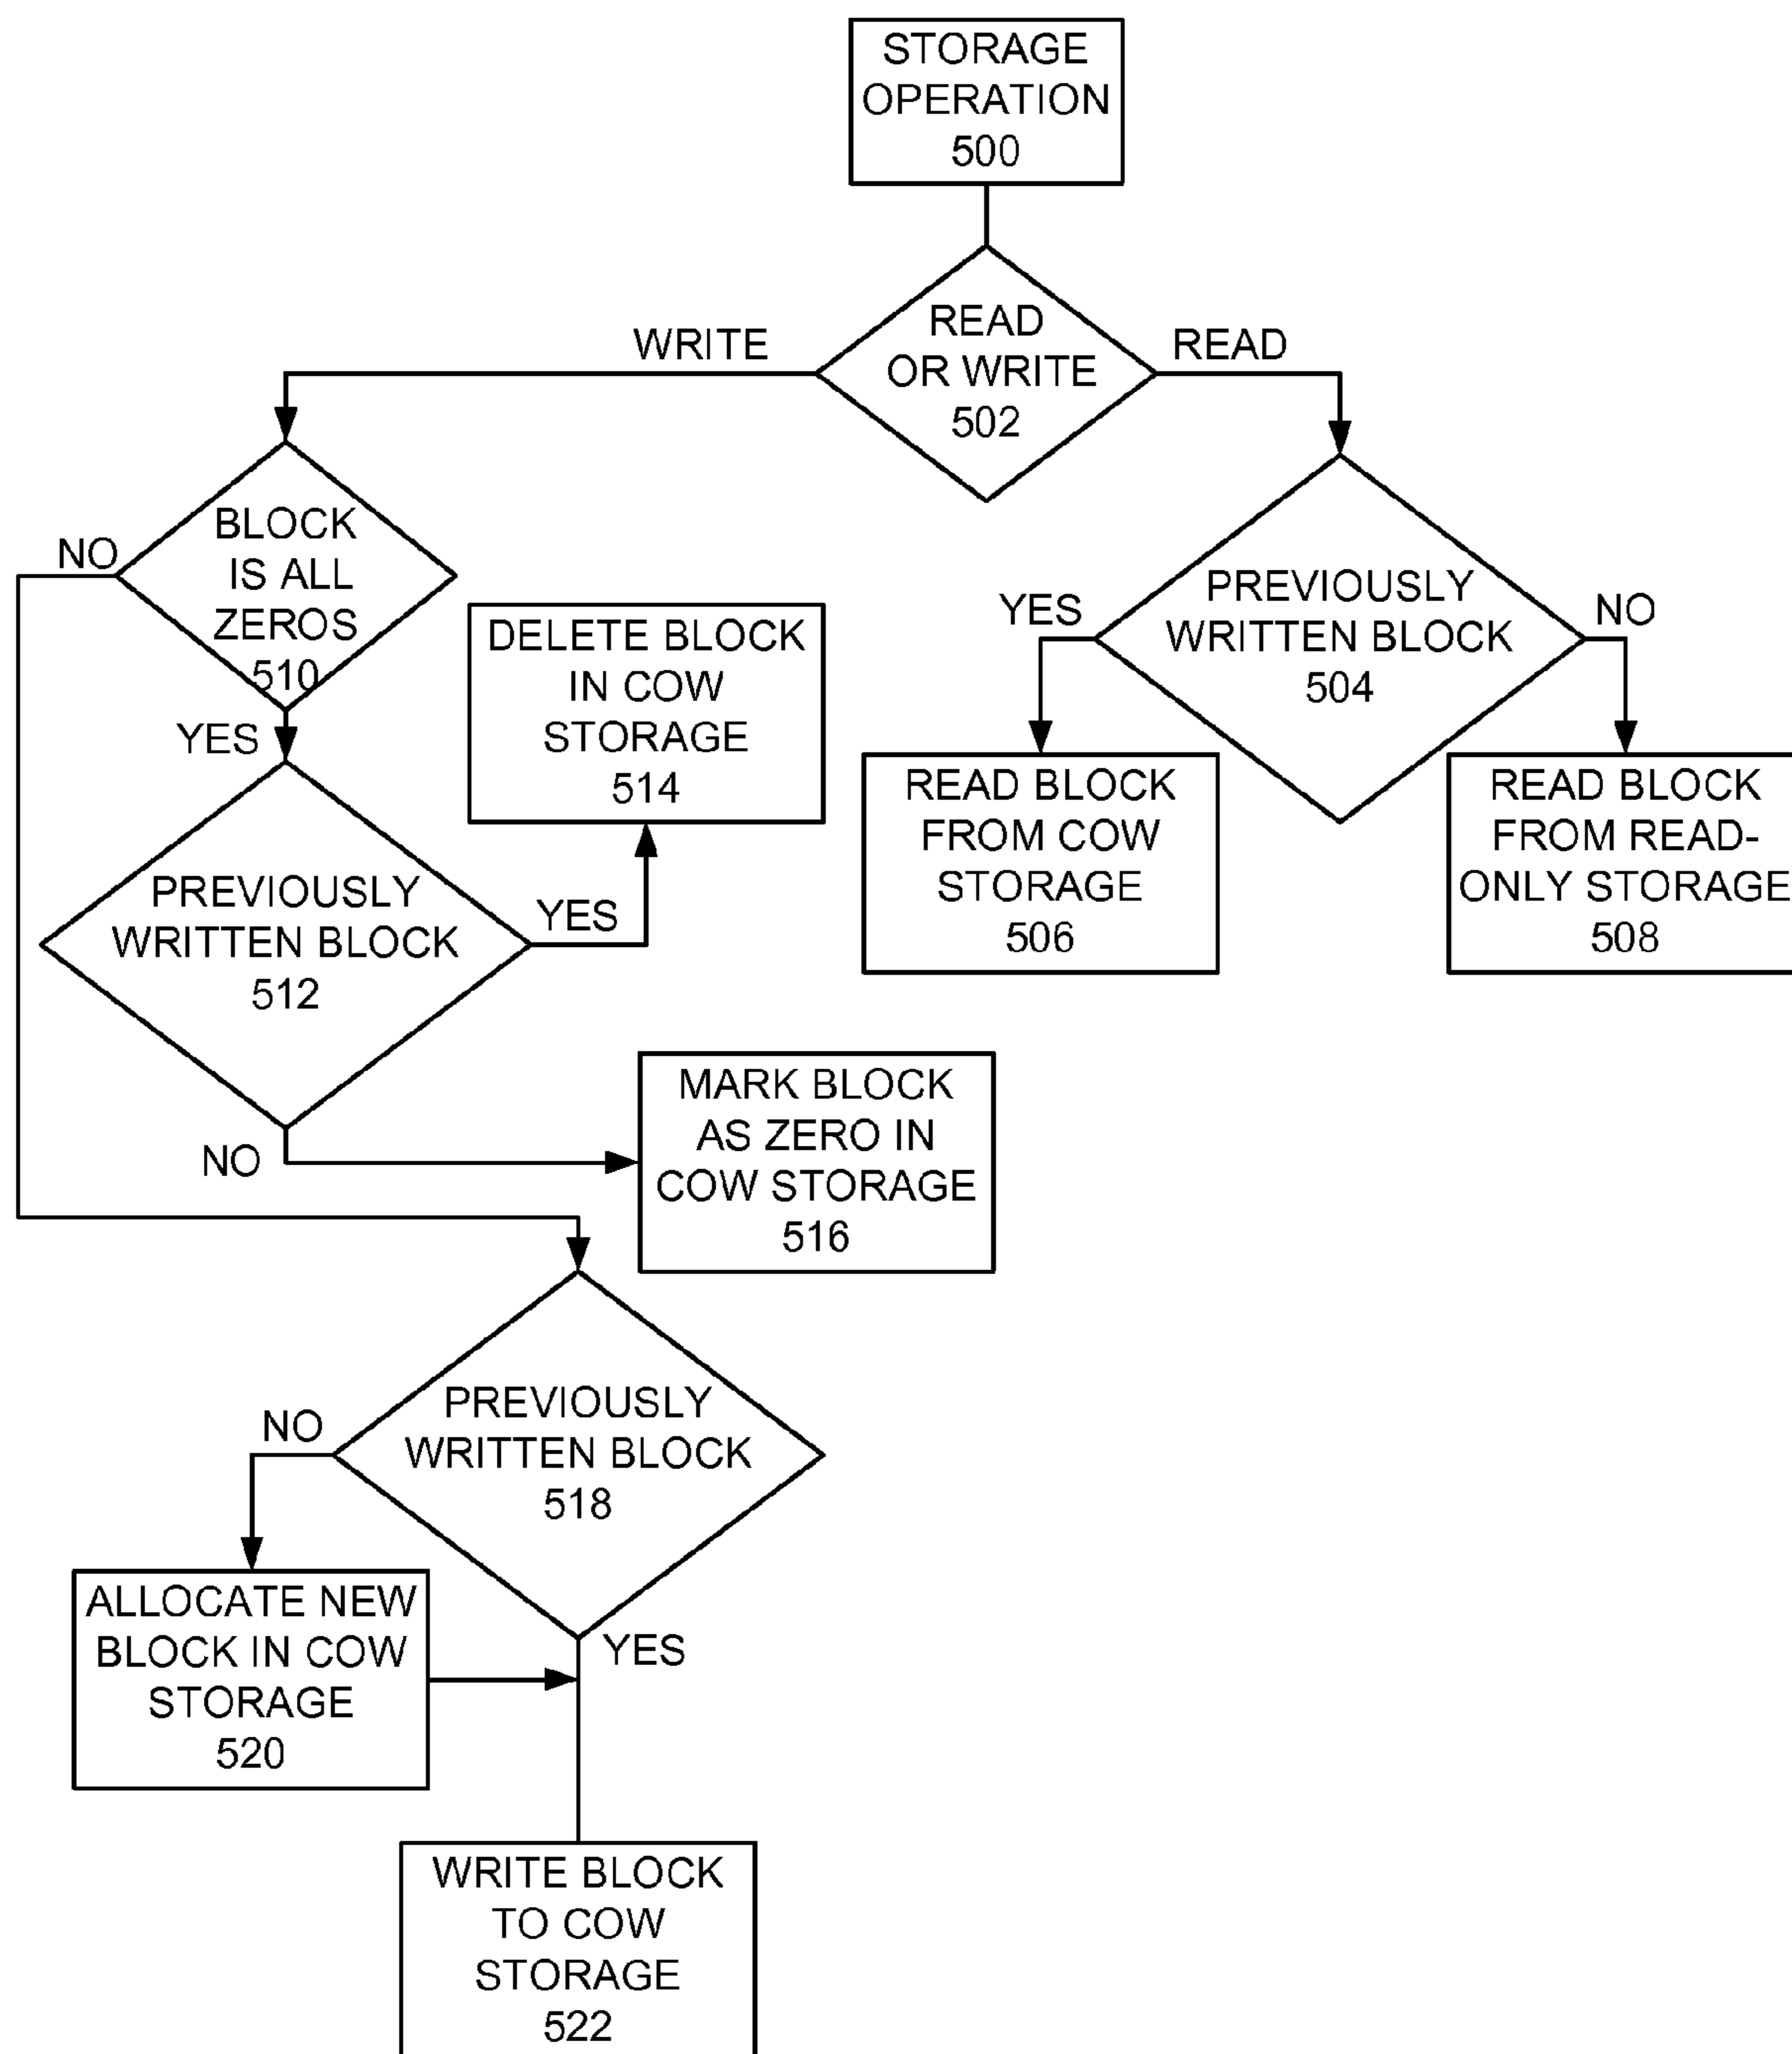 STORAGE
OPERATION
500
READ
OR WRITE
502
WRITE
READ
BLOCK
IS ALL
ZEROS
510
NO
YES
PREVIOUSLY
WRITTEN BLOCK
504
YES
NO
DELETE BLOCK
IN COW
STORAGE
514
READ BLOCK
FROM COW
STORAGE
506
READ BLOCK
FROM READ-
ONLY STORAGE
508
PREVIOUSLY
WRITTEN BLOCK
512
YES
NO
MARK BLOCK
AS ZERO IN
COW STORAGE
516
PREVIOUSLY
WRITTEN BLOCK
518
NO
YES
ALLOCATE NEW
BLOCK IN COW
STORAGE
520
WRITE BLOCK
TO COW
STORAGE
522